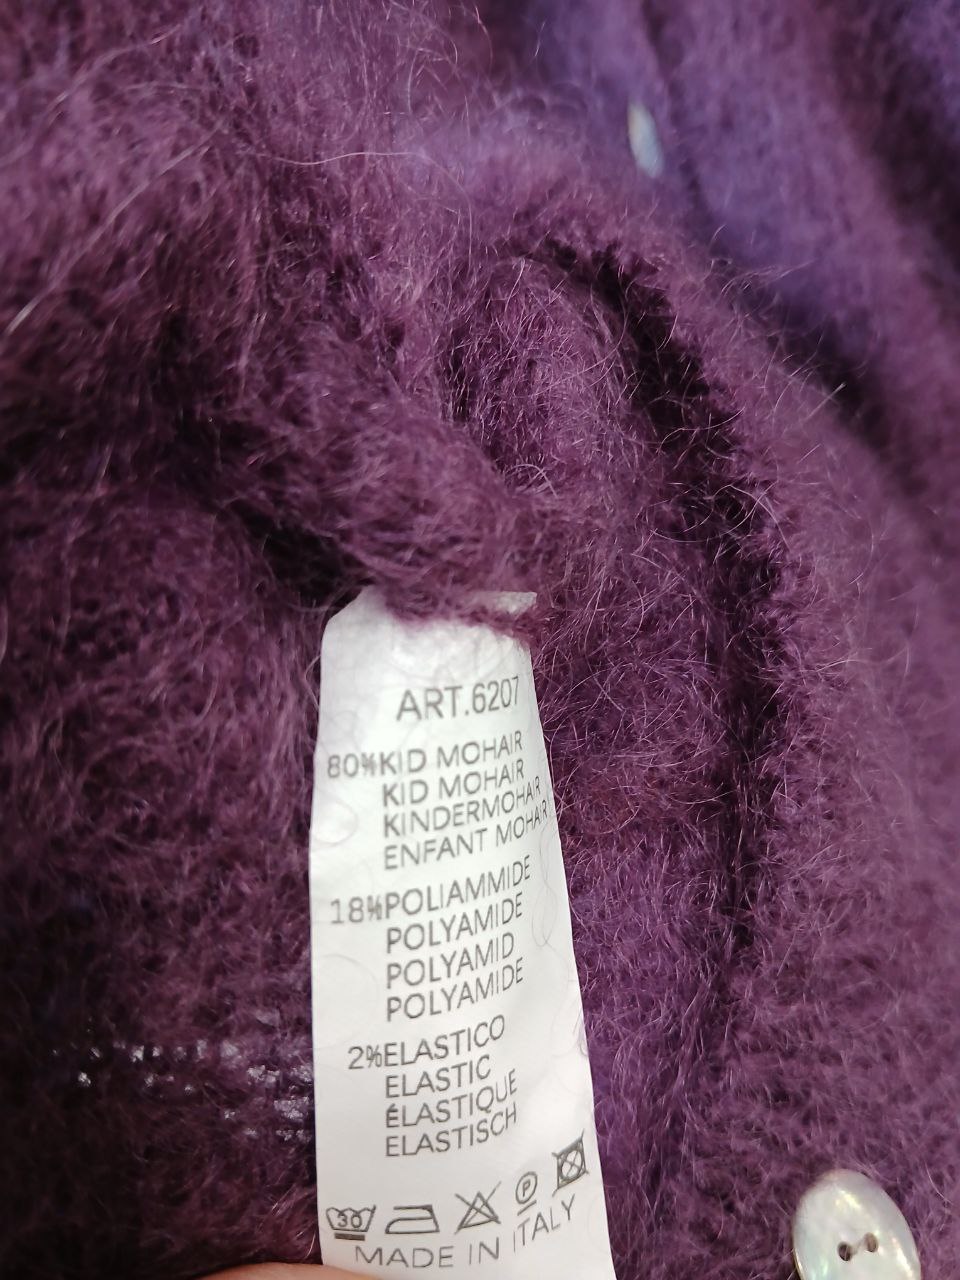 ART.6207
80%KID MOHAIR
KID MOHAIR
KINDERMOHAIR
ENFANT MOHAIR
18%POLIAMMIDE
POLYAMIDE
POLYAMID
POLYAMIDE
2%ELASTICO
ELASTIC
ÉLASTIQUE
ELASTISCH
30 P
MADE IN ITALY